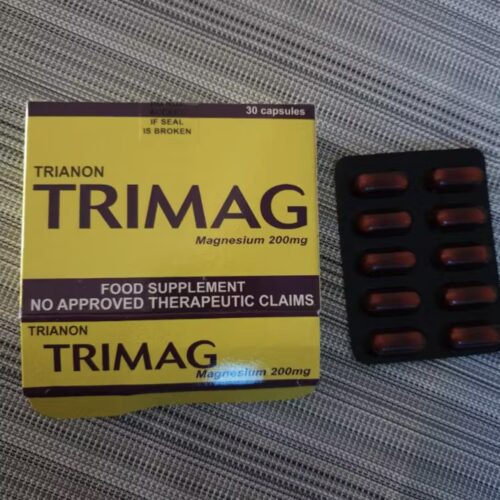 30 capsules
IF SEAL
IS BROKEN
TRIANON
TRIMAG
Magnesium 200mg
FOOD SUPPLEMENT
NO APPROVED THERAPEUTIC CLAIMS
TRIANON
TRIMAG
Magnesium 200mg